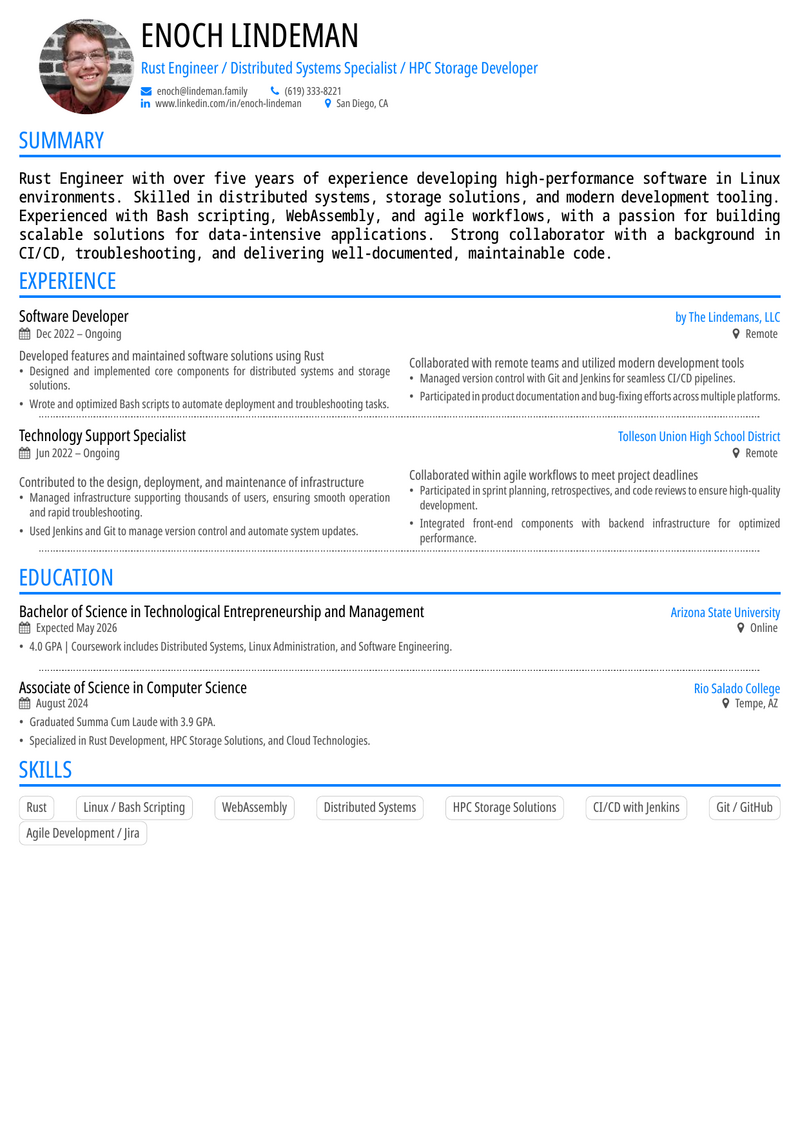 ENOCH LINDEMAN
Rust Engineer / Distributed Systems Specialist / HPC Storage Developer
enoch@lindeman.family (619) 333-8221
www.linkedin.com/in/enoch-lindeman San Diego, CA
SUMMARY
Rust Engineer with over five years of experience developing high-performance software in Linux
environments. Skilled in distributed systems, storage solutions, and modern development tooling.
Experienced with Bash scripting, WebAssembly, and agile workflows, with a passion for building
scalable solutions for data-intensive applications. Strong collaborator with a background in
CI/CD, troubleshooting, and delivering well-documented, maintainable code.
EXPERIENCE
Software Developer by The Lindemans, LLC
Dec 2022 – Ongoing Remote
Developed features and maintained software solutions using Rust
• Designed and implemented core components for distributed systems and storage
solutions.
• Wrote and optimized Bash scripts to automate deployment and troubleshooting tasks.
Collaborated with remote teams and utilized modern development tools
• Managed version control with Git and Jenkins for seamless CI/CD pipelines.
• Participated in product documentation and bug-fixing efforts across multiple platforms.
Technology Support Specialist Tolleson Union High School District
Jun 2022 – Ongoing Remote
Contributed to the design, deployment, and maintenance of infrastructure
• Managed infrastructure supporting thousands of users, ensuring smooth operation
and rapid troubleshooting.
• Used Jenkins and Git to manage version control and automate system updates.
Collaborated within agile workflows to meet project deadlines
• Participated in sprint planning, retrospectives, and code reviews to ensure high-quality
development.
• Integrated front-end components with backend infrastructure for optimized
performance.
EDUCATION
Bachelor of Science in Technological Entrepreneurship and Management Arizona State University
Expected May 2026 Online
• 4.0 GPA | Coursework includes Distributed Systems, Linux Administration, and Software Engineering.
Associate of Science in Computer Science Rio Salado College
August 2024 Tempe, AZ
• Graduated Summa Cum Laude with 3.9 GPA.
• Specialized in Rust Development, HPC Storage Solutions, and Cloud Technologies.
SKILLS
Rust Linux / Bash Scripting WebAssembly Distributed Systems HPC Storage Solutions CI/CD with Jenkins Git / GitHub
Agile Development / Jira